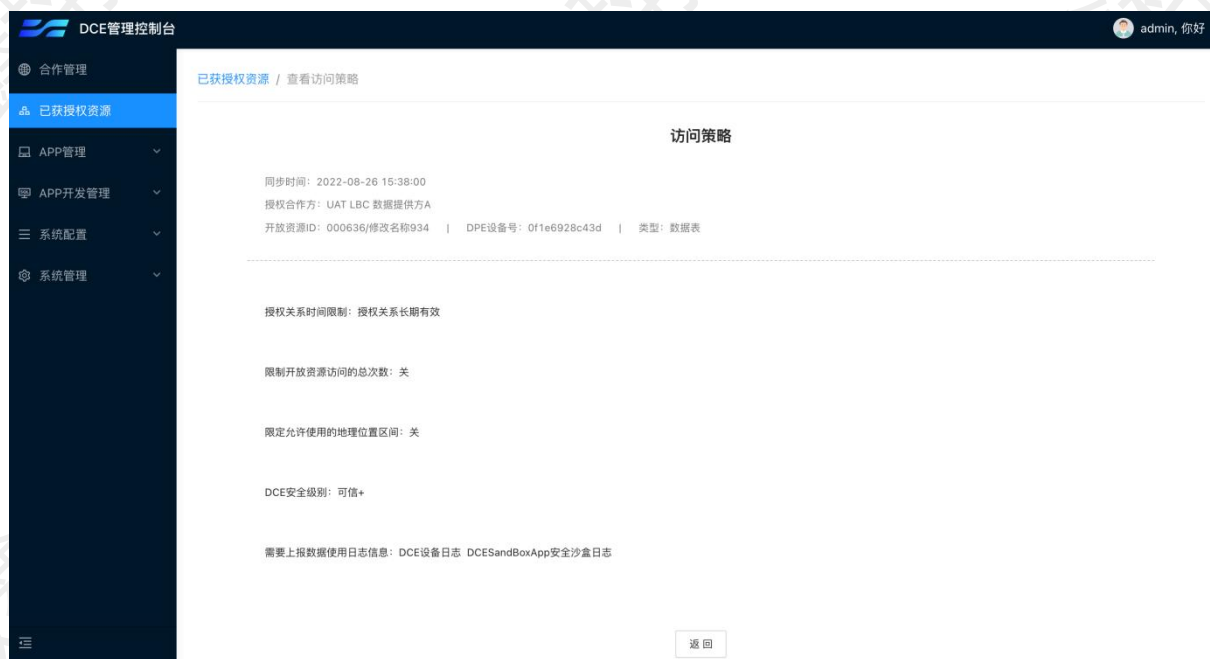 DCE管理控制台
admin, 你好
合作管理
已获授权资源
APP管理
APP开发管理
系统配置
系统管理
已获授权资源 / 查看访问策略
访问策略
同步时间：2022-08-26 15:38:00
授权合作方：UAT LBC 数据提供方A
开放资源ID：000636/修改名称934 | DPE设备号：0f1e6928c43d | 类型：数据表
授权关系时间限制：授权关系长期有效
限制开放资源访问的总次数：关
限定允许使用的地理位置区间：关
DCE安全级别：可信+
需要上报数据使用日志信息：DCE设备日志 DCESandBoxApp安全沙盒日志
返 回